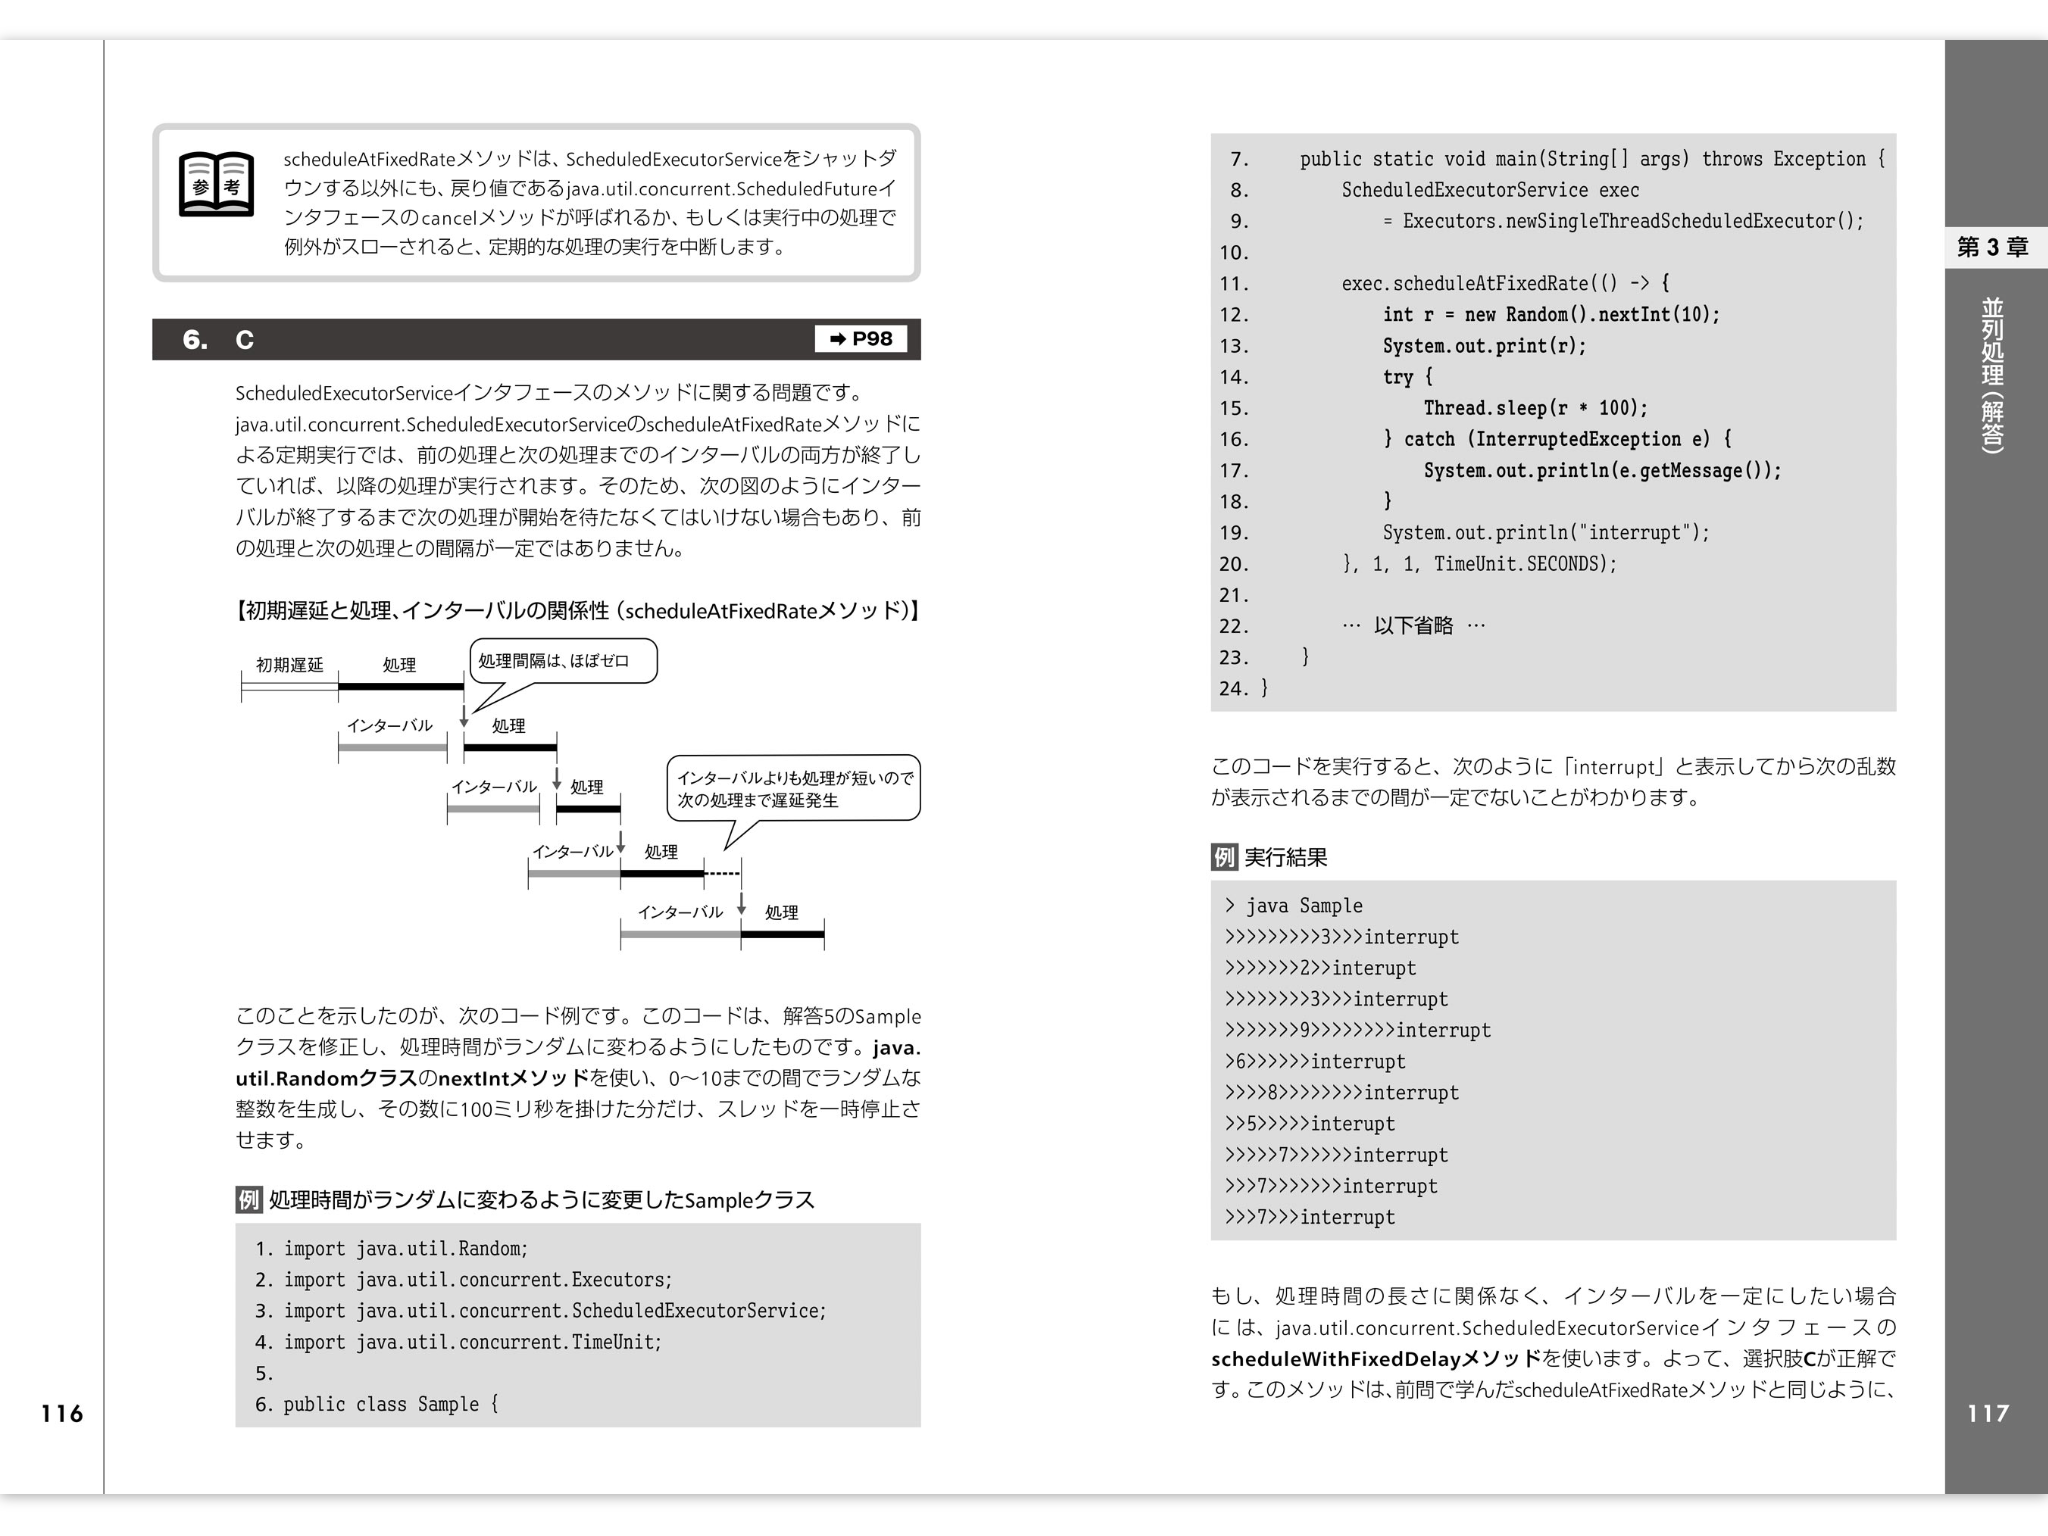 参考
scheduleAtFixedRateメソッドは、ScheduledExecutorServiceをシャットダ
ウンする以外にも、戻り値であるjava.util.concurrent.ScheduledFutureイ
ンタフェースのcancelメソッドが呼ばれるか、もしくは実行中の処理で
例外がスローされると、定期的な処理の実行を中断します。
6. C
➡ P98
ScheduledExecutorServiceインタフェースのメソッドに関する問題です。
java.util.concurrent.ScheduledExecutorServiceのscheduleAtFixedRateメソッドに
よる定期実行では、前の処理と次の処理までのインターバルの両方が終了し
ていれば、以降の処理が実行されます。そのため、次の図のようにインター
バルが終了するまで次の処理が開始を待たなくてはいけない場合もあり、前
の処理と次の処理との間隔が一定ではありません。
【初期遅延と処理、インターバルの関係性（scheduleAtFixedRateメソッド）】
初期遅延 処理
処理間隔は、ほぼゼロ
インターバル 処理
インターバル 処理
インターバルよりも処理が短いので
次の処理まで遅延発生
インターバル 処理
インターバル 処理
このことを示したのが、次のコード例です。このコードは、解答5のSample
クラスを修正し、処理時間がランダムに変わるようにしたものです。java.
util.RandomクラスのnextIntメソッドを使い、0～10までの間でランダムな
整数を生成し、その数に100ミリ秒を掛けた分だけ、スレッドを一時停止さ
せます。
例 処理時間がランダムに変わるように変更したSampleクラス
1. import java.util.Random;
2. import java.util.concurrent.Executors;
3. import java.util.concurrent.ScheduledExecutorService;
4. import java.util.concurrent.TimeUnit;
5.
6. public class Sample {
116
7. public static void main(String[] args) throws Exception {
8. ScheduledExecutorService exec
9. = Executors.newSingleThreadScheduledExecutor();
10.
11. exec.scheduleAtFixedRate(() -> {
12. int r = new Random().nextInt(10);
13. System.out.print(r);
14. try {
15. Thread.sleep(r * 100);
16. } catch (InterruptedException e) {
17. System.out.println(e.getMessage());
18. }
19. System.out.println("interrupt");
20. }, 1, 1, TimeUnit.SECONDS);
21.
22. … 以下省略 …
23. }
24. }
このコードを実行すると、次のように「interrupt」と表示してから次の乱数
が表示されるまでの間が一定でないことがわかります。
例 実行結果
> java Sample
>>>>>>>>>3>>>interrupt
>>>>>>>2>>interupt
>>>>>>>>3>>>interrupt
>>>>>>>9>>>>>>>>interrupt
>6>>>>>>interrupt
>>>>8>>>>>>>>interrupt
>>5>>>>>interupt
>>>>>7>>>>>>interrupt
>>>7>>>>>>>interrupt
>>>7>>>interrupt
もし、処理時間の長さに関係なく、インターバルを一定にしたい場合
には、java.util.concurrent.ScheduledExecutorServiceインタフェースの
scheduleWithFixedDelayメソッドを使います。よって、選択肢Cが正解で
す。このメソッドは、前問で学んだscheduleAtFixedRateメソッドと同じように、
第3章
並列処理（解答）
117